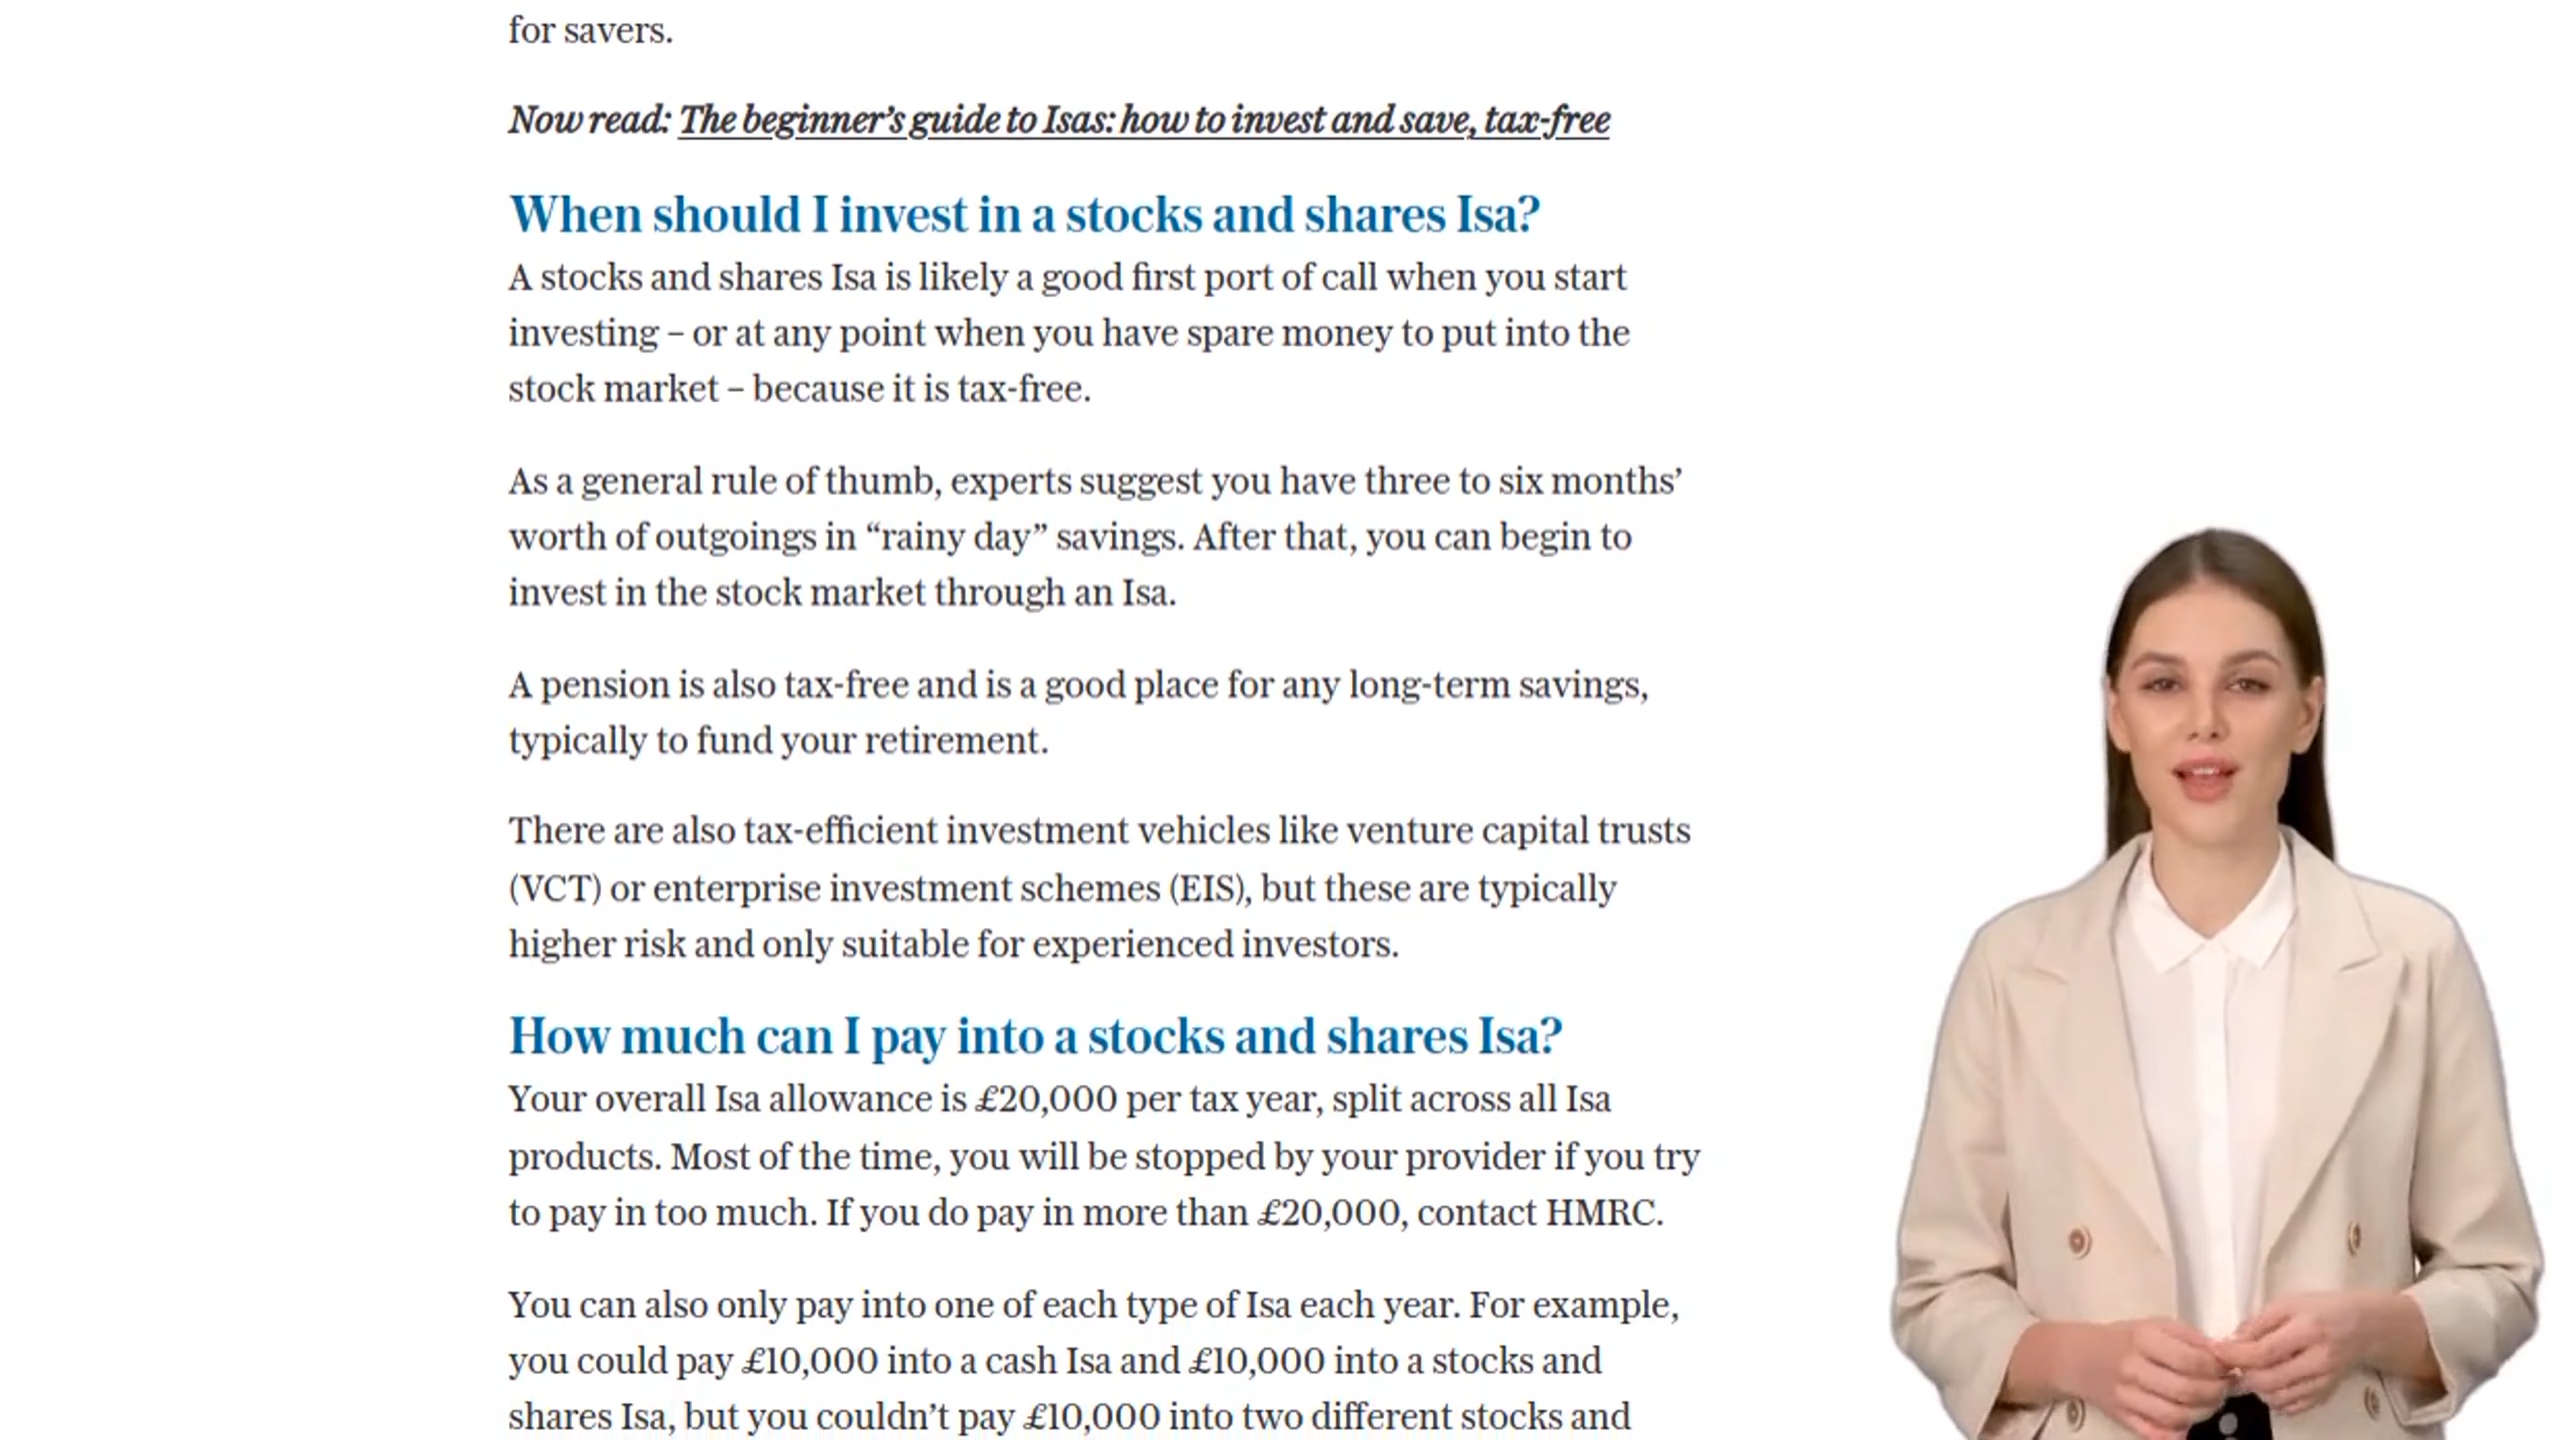 for savers.
Now read: The beginner’s guide to Isas: how to invest and save, tax-free
When should I invest in a stocks and shares Isa?
A stocks and shares Isa is likely a good first port of call when you start
investing – or at any point when you have spare money to put into the
stock market – because it is tax-free.
As a general rule of thumb, experts suggest you have three to six months’
worth of outgoings in “rainy day” savings. After that, you can begin to
invest in the stock market through an Isa.
A pension is also tax-free and is a good place for any long-term savings,
typically to fund your retirement.
There are also tax-efficient investment vehicles like venture capital trusts
(VCT) or enterprise investment schemes (EIS), but these are typically
higher risk and only suitable for experienced investors.
How much can I pay into a stocks and shares Isa?
Your overall Isa allowance is £20,000 per tax year, split across all Isa
products. Most of the time, you will be stopped by your provider if you try
to pay in too much. If you do pay in more than £20,000, contact HMRC.
You can also only pay into one of each type of Isa each year. For example,
you could pay £10,000 into a cash Isa and £10,000 into a stocks and
shares Isa, but you couldn’t pay £10,000 into two different stocks and